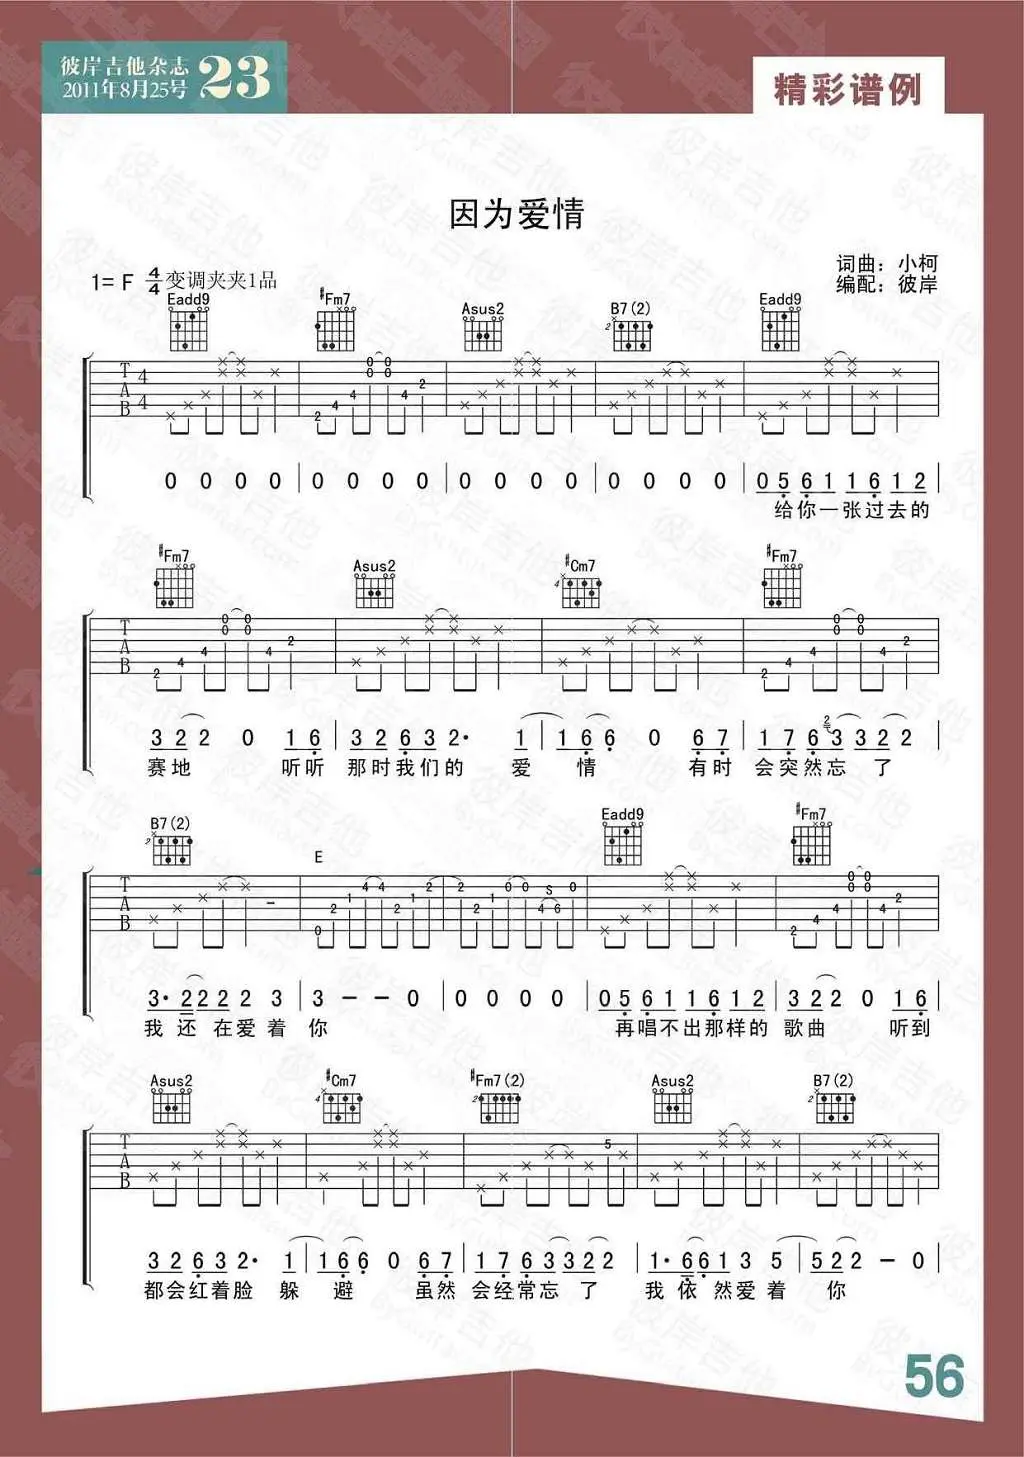 彼岸吉他杂志
2011年8月25号 23
精彩谱例
因为爱情
1= F 4/4 变调夹夹1品
词曲：小柯
编配：彼岸
Eadd9 #Fm7 Asus2 B7(2) Eadd9
T A B 4 4
0 0 0 0 | 0 0 0 0 | 0 0 0 0 | 0 0 0 0 | 0 5 6 1 1 6 1 2
给你一张过去的
#Fm7 Asus2 #Cm7 #Fm7
T A B
3 2 2 0 1 6 | 3 2 6 3 2· 1 | 1 6 6 0 6 7 | 1 7 6 3 3 2 2
赛地 听听 那时我们的 爱 情 有时 会突然忘 了
B7(2) E Eadd9 #Fm7
T A B
3· 2 2 2 2 3 | 3 — — 0 | 0 0 0 0 | 0 5 6 1 1 6 1 2 | 3 2 2 0 1 6
我 还 在爱着 你 再唱不出那样的 歌曲 听到
Asus2 #Cm7 #Fm7(2) Asus2 B7(2)
T A B
3 2 6 3 2· 1 | 1 6 6 0 6 7 | 1 7 6 3 3 2 2 | 1· 6 6 1 3 5 | 5 2 2 — 0
都会红着脸 躲 避 虽然 会经常忘 了 我 依 然爱着 你
56